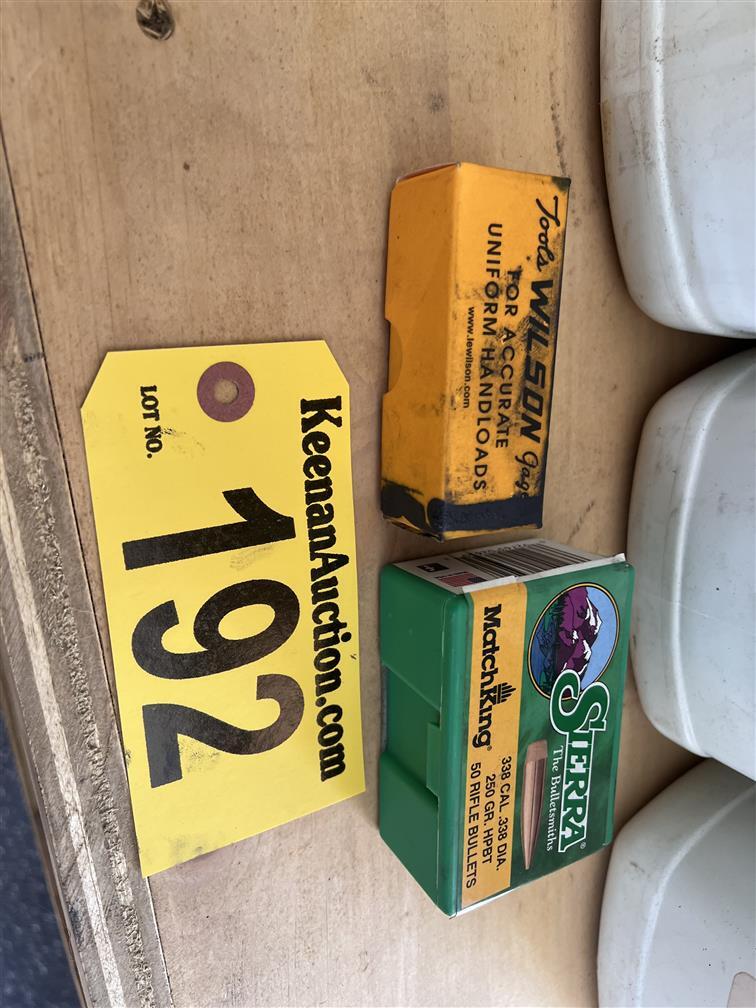 Tools WILSON
FOR ACCURATE
UNIFORM HANDLOADS
www.lewilson.com
KeenanAuction.com
LOT NO.
192
SIERRA®
The Bulletsmiths
MatchKing®
338 CAL .338 DIA.
250 GR. HPBT
50 RIFLE BULLETS